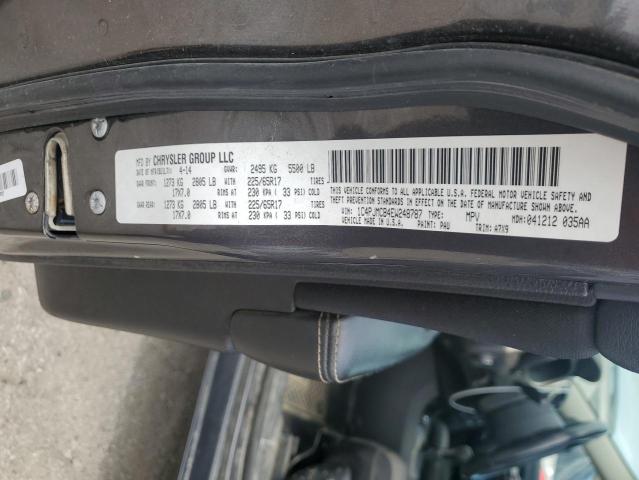 MFD BY CHRYSLER GROUP LLC
DATE OF MFR/BUILT: 4-14 GVWR: 2495 KG 5500 LB
GAWR FRONT: 1273 KG 2805 LB WITH 225/65R17 TIRES
17X7.0 230 KPA ( 33 PSI COLD
GAWR REAR: 1273 KG 2805 LB WITH 225/65R17 TIRES
17X7.0 230 KPA ( 33 PSI COLD
THIS VEHICLE CONFORMS TO ALL APPLICABLE U.S.A. FEDERAL MOTOR VEHICLE SAFETY AND
THEFT PREVENTION STANDARDS IN EFFECT ON THE DATE OF MANUFACTURE SHOWN ABOVE.
VIN: 1C4PJMCB4EW248787 TYPE: MPV MDH: 041212 035AA
VEHICLE MADE IN U.S.A. PAINT: PAU TRIM: A7X9